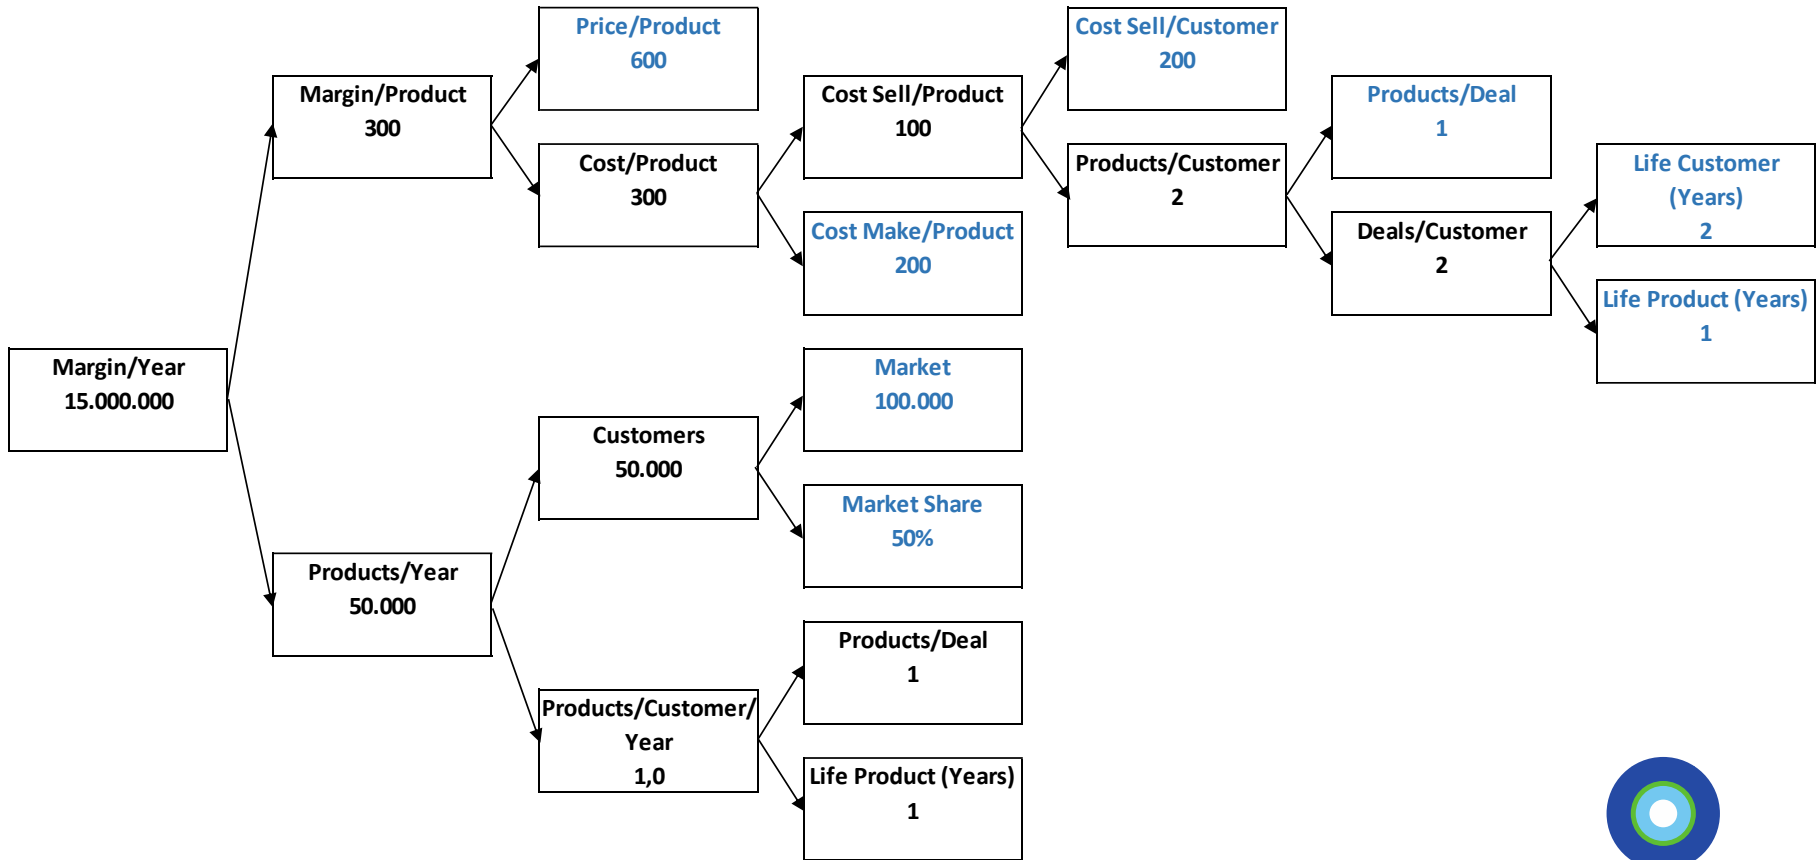 Price/Product
600
Cost Sell/Customer
200
Margin/Product
300
Cost Sell/Product
100
Products/Deal
1
Cost/Product
300
Products/Customer
2
Life Customer
(Years)
2
Cost Make/Product
200
Deals/Customer
2
Life Product (Years)
1
Margin/Year
15.000.000
Market
100.000
Customers
50.000
Market Share
50%
Products/Year
50.000
Products/Deal
1
Products/Customer/
Year
1,0
Life Product (Years)
1